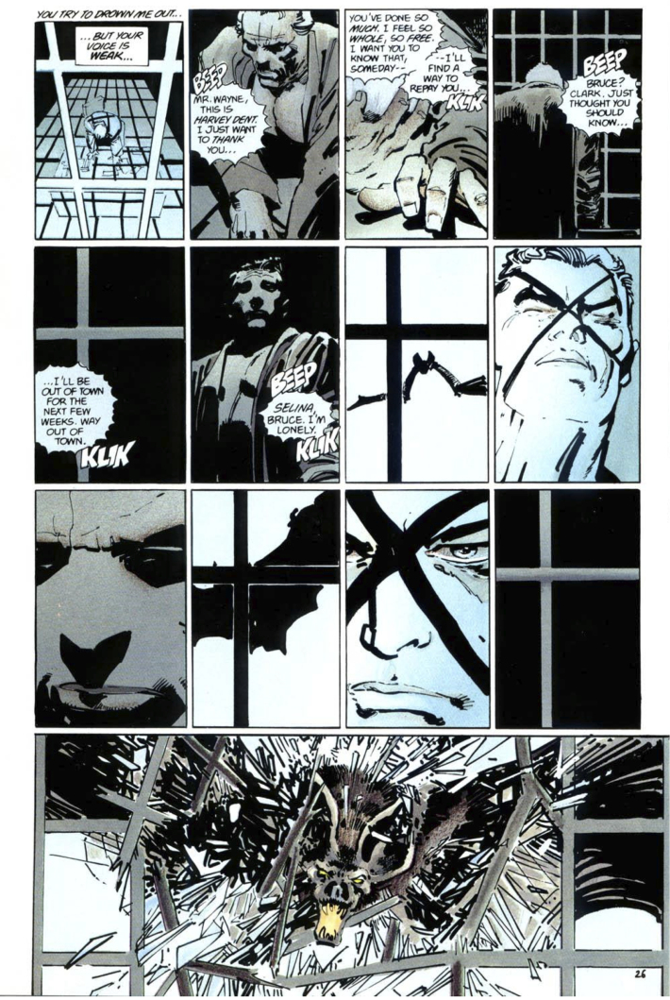 YOU TRY TO DROWN ME OUT...
...BUT YOUR
VOICE IS
WEAK...
BEEP
MR. WAYNE,
THIS IS
HARVEY DENT.
I JUST WANT
TO THANK
YOU...
YOU'VE DONE SO
MUCH. I FEEL SO
WHOLE, SO FREE.
I WANT YOU TO
KNOW THAT,
SOMEDAY--
--I'LL
FIND A
WAY TO
REPAY YOU...
KLIK
BEEP
BRUCE?
CLARK. JUST
THOUGHT YOU
SHOULD
KNOW...
...I'LL BE
OUT OF TOWN
FOR THE
NEXT FEW
WEEKS. WAY
OUT OF
TOWN.
KLIK
BEEP
SELINA,
BRUCE. I'M
LONELY.
KLIK
26